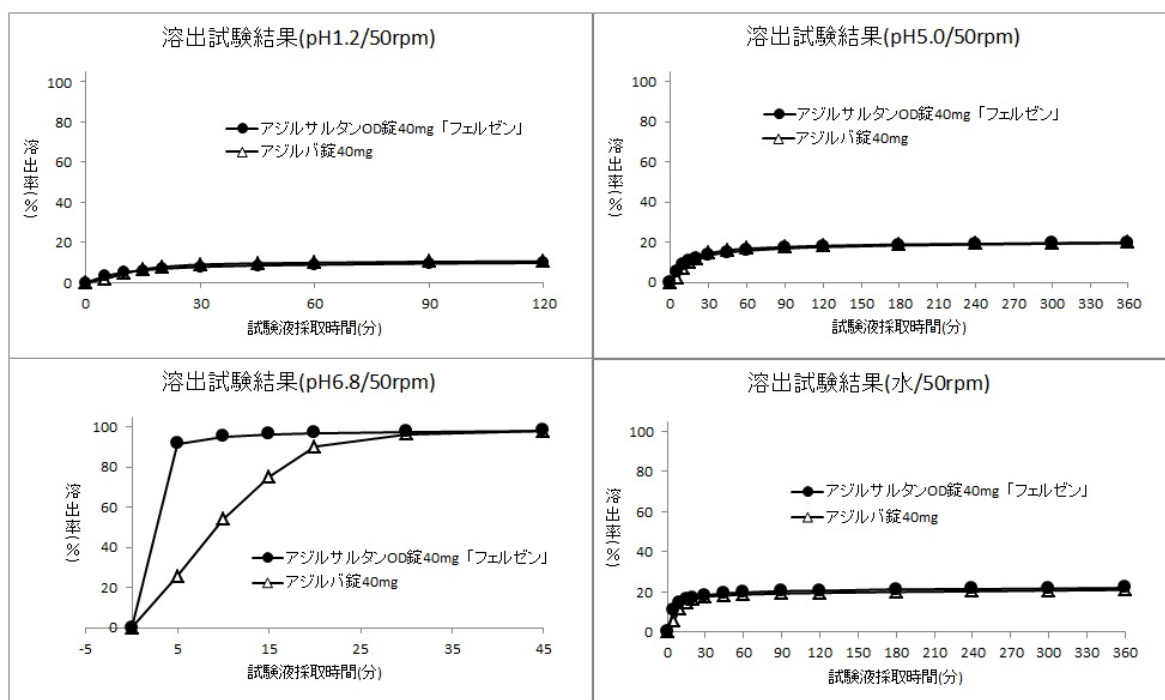 溶出試験結果(pH1.2/50rpm)
100
80
60
40
20
0
溶出率(%)
アジルサルタンOD錠40mg「フェルゼン」
アジルバ錠40mg
0 30 60 90 120
試験液採取時間(分)
溶出試験結果(pH5.0/50rpm)
100
80
60
40
20
0
溶出率(%)
アジルサルタンOD錠40mg「フェルゼン」
アジルバ錠40mg
0 30 60 90 120 150 180 210 240 270 300 330 360
試験液採取時間(分)
溶出試験結果(pH6.8/50rpm)
100
80
60
40
20
0
溶出率(%)
アジルサルタンOD錠40mg「フェルゼン」
アジルバ錠40mg
-5 5 15 25 35 45
試験液採取時間(分)
溶出試験結果(水/50rpm)
100
80
60
40
20
0
溶出率(%)
アジルサルタンOD錠40mg「フェルゼン」
アジルバ錠40mg
0 30 60 90 120 150 180 210 240 270 300 330 360
試験液採取時間(分)